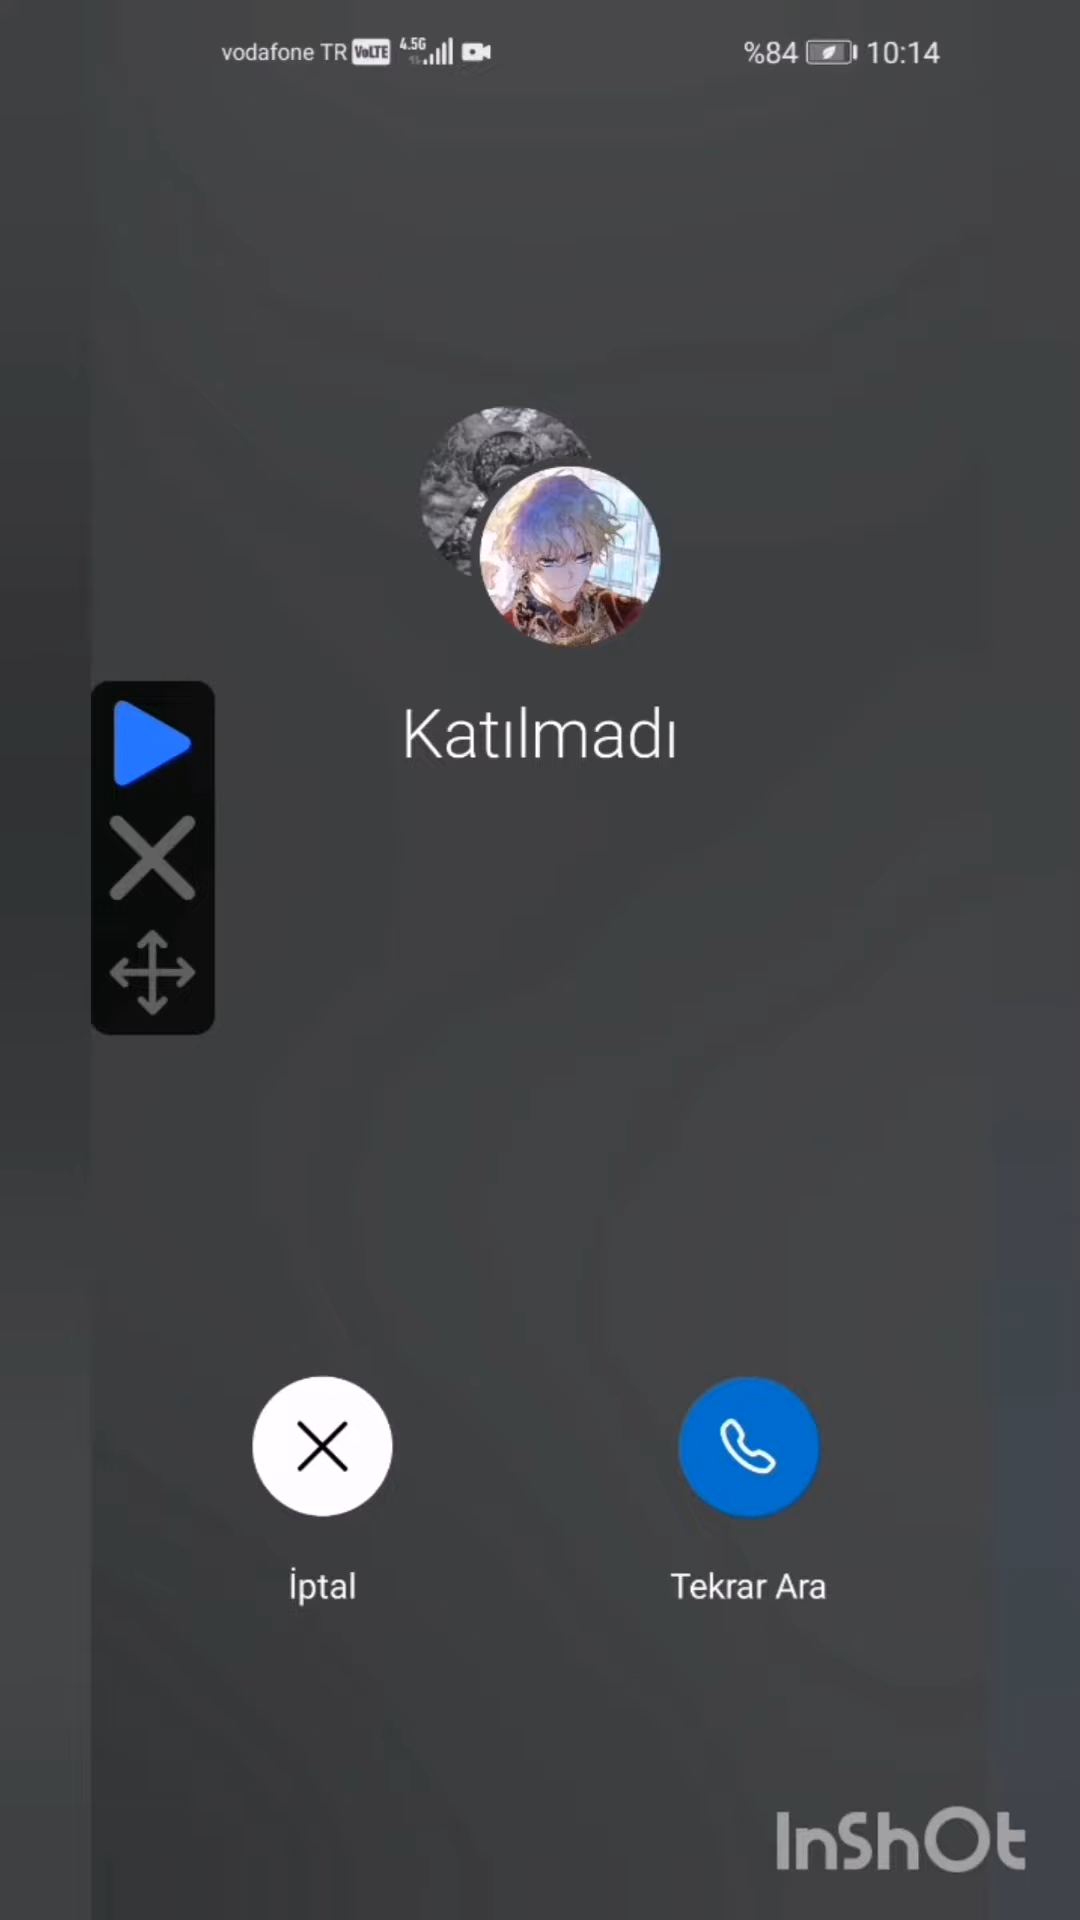 vodafone TR VoLTE 4.5G %84 10:14
Katılmadı
İptal
Tekrar Ara
InShOt